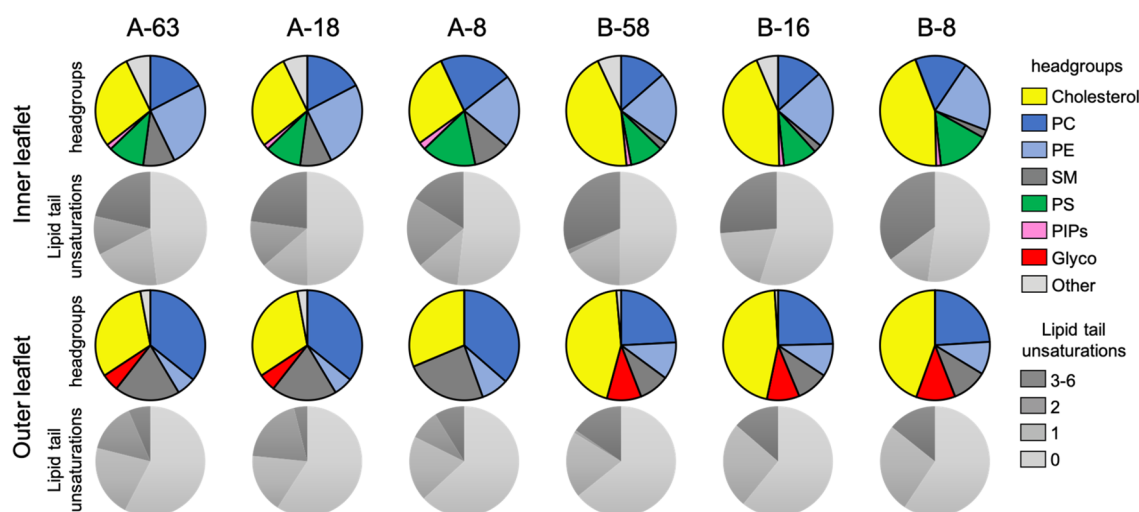 A-63 A-18 A-8 B-58 B-16 B-8
Inner leaflet
headgroups
Lipid tail
unsaturations
Outer leaflet
headgroups
Lipid tail
unsaturations
headgroups
Cholesterol
PC
PE
SM
PS
PIPs
Glyco
Other
Lipid tail
unsaturations
3-6
2
1
0